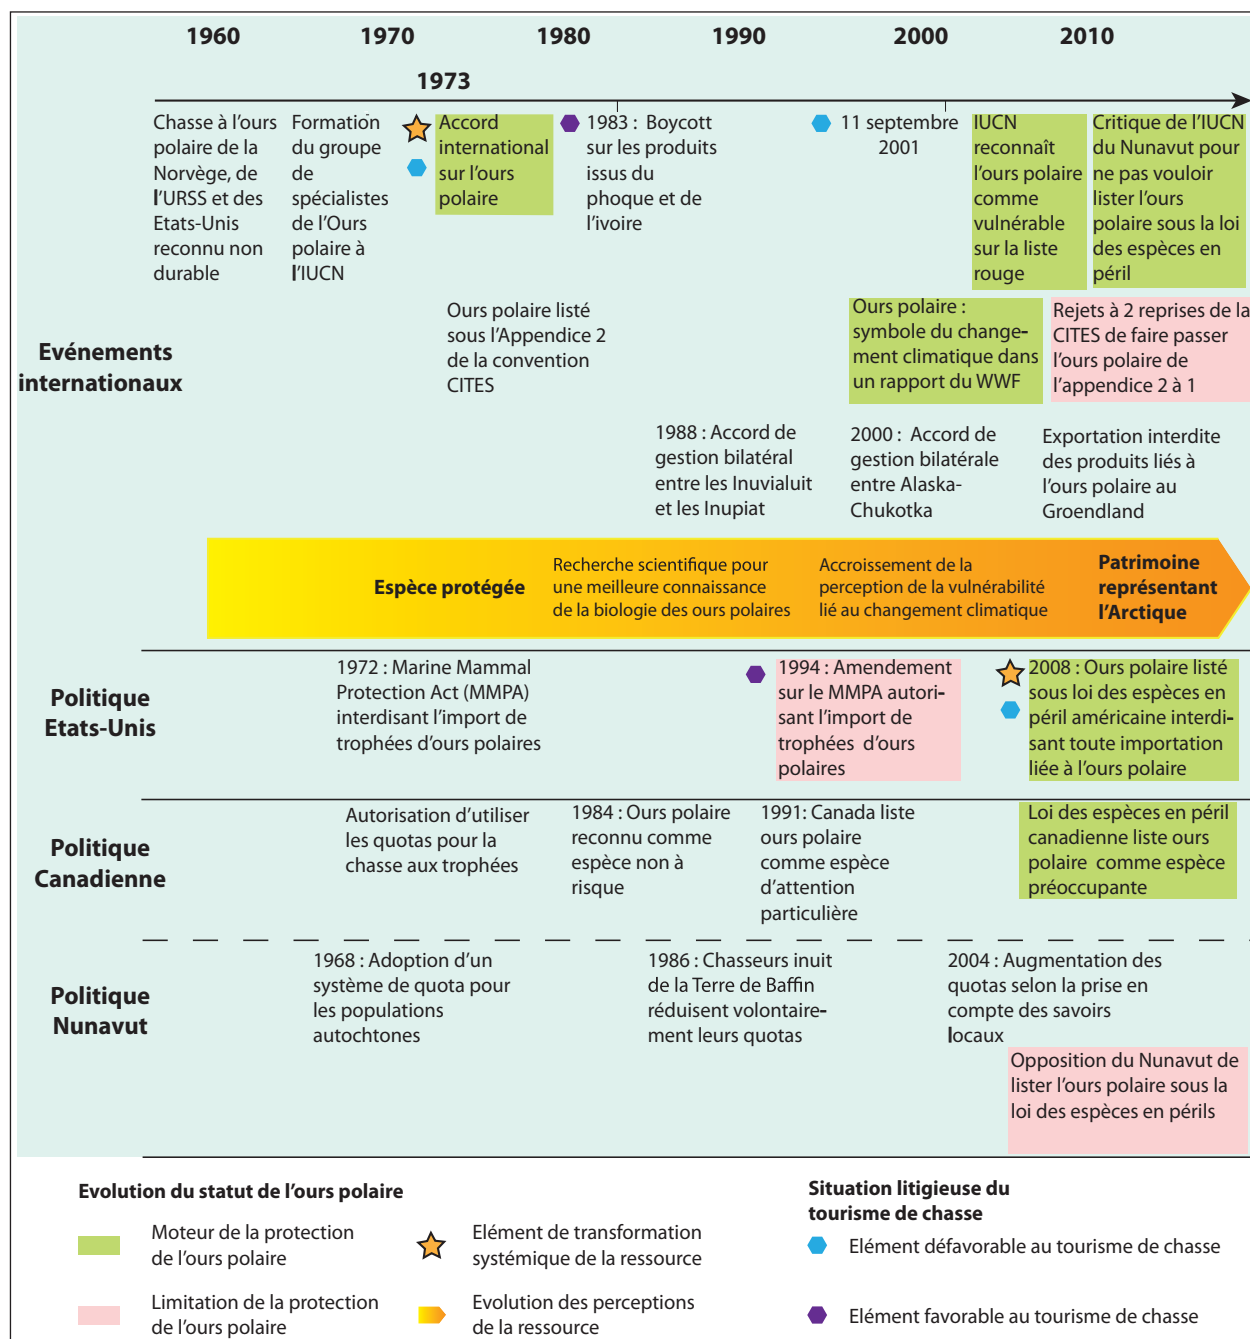 1960 1970 1980 1990 2000 2010
1973
Chasse à l'ours
polaire de la
Norvège, de
l'URSS et des
Etats-Unis
reconnu non
durable
Formation
du groupe
de
spécialistes
de l'Ours
polaire à
l'IUCN
Accord
international
sur l'ours
polaire
1983 : Boycott
sur les produits
issus du
phoque et de
l'ivoire
11 septembre
2001
IUCN
reconnaît
l'ours polaire
comme
vulnérable
sur la liste
rouge
Critique de l'IUCN
du Nunavut pour
ne pas vouloir
lister l'ours
polaire sous la loi
des espèces en
péril
Evénements
internationaux
Ours polaire listé
sous l'Appendice 2
de la convention
CITES
Ours polaire :
symbole du change-
ment climatique dans
un rapport du WWF
Rejets à 2 reprises de la
CITES de faire passer
l'ours polaire de
l'appendice 2 à 1
1988 : Accord de
gestion bilatéral
entre les Inuvialuit
et les Inupiat
2000 : Accord de
gestion bilatérale
entre Alaska-
Chukotka
Exportation interdite
des produits liés à
l'ours polaire au
Groendland
Espèce protégée
Recherche scientifique pour
une meilleure connaissance
de la biologie des ours polaires
Accroissement de la
perception de la vulnérabilité
lié au changement climatique
Patrimoine
représentant
l'Arctique
Politique
Etats-Unis
1972 : Marine Mammal
Protection Act (MMPA)
interdisant l'import de
trophées d'ours polaires
1994 : Amendement
sur le MMPA autori-
sant l'import de
trophées d'ours
polaires
2008 : Ours polaire listé
sous loi des espèces en
péril américaine interdi-
sant toute importation
liée à l'ours polaire
Politique
Canadienne
Autorisation d'utiliser
les quotas pour la
chasse aux trophées
1984 : Ours polaire
reconnu comme
espèce non à
risque
1991: Canada liste
ours polaire
comme espèce
d'attention
particulière
Loi des espèces en péril
canadienne liste ours
polaire comme espèce
préoccupante
Politique
Nunavut
1968 : Adoption d'un
système de quota pour
les populations
autochtones
1986 : Chasseurs inuit
de la Terre de Baffin
réduisent volontaire-
ment leurs quotas
2004 : Augmentation des
quotas selon la prise en
compte des savoirs
locaux
Opposition du Nunavut de
lister l'ours polaire sous la
loi des espèces en périls
Evolution du statut de l'ours polaire
Moteur de la protection
de l'ours polaire
Limitation de la protection
de l'ours polaire
Elément de transformation
systémique de la ressource
Evolution des perceptions
de la ressource
Situation litigieuse du
tourisme de chasse
Elément défavorable au tourisme de chasse
Elément favorable au tourisme de chasse